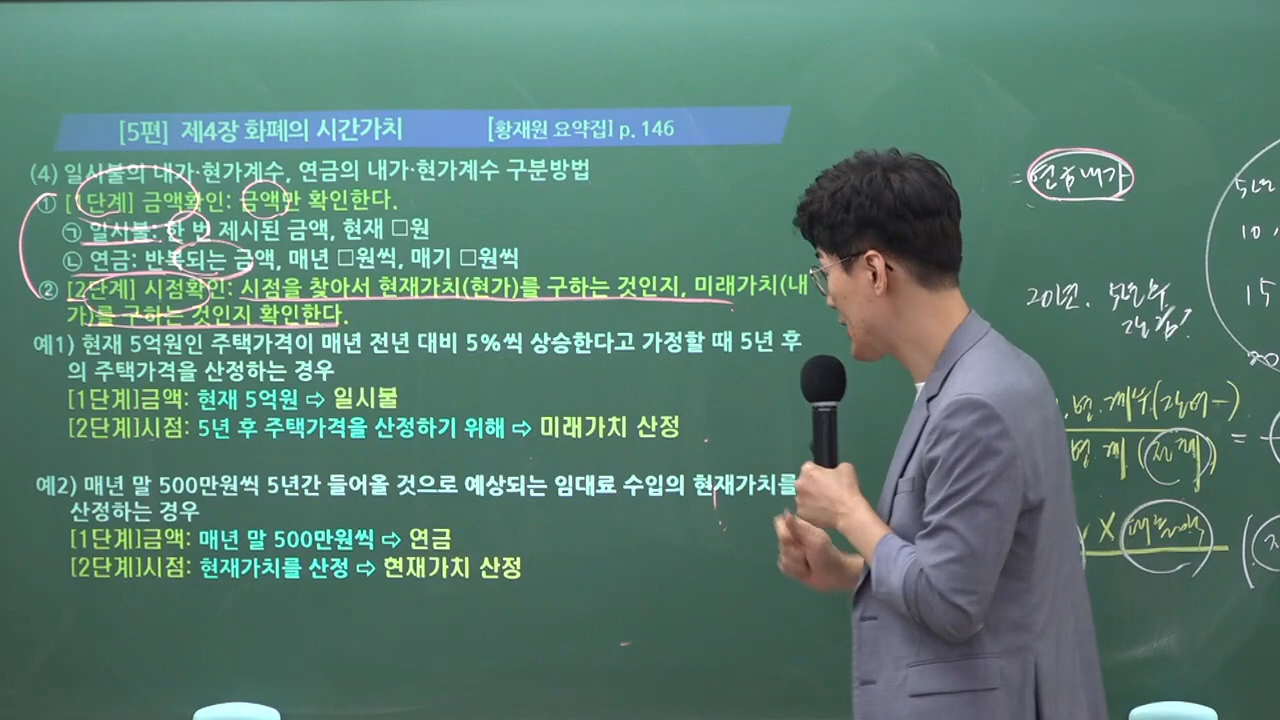 [5편] 제4장 화폐의 시간가치 [황재원 요약집] p. 146
(4) 일시불의 내가·현가계수, 연금의 내가·현가계수 구분방법
① [1단계] 금액확인: 금액만 확인한다.
㉠ 일시불: 한 번 제시된 금액, 현재 □원
㉡ 연금: 반복되는 금액, 매년 □원씩, 매기 □원씩
② [2단계] 시점확인: 시점을 찾아서 현재가치(현가)를 구하는 것인지, 미래가치(내
가)를 구하는 것인지 확인한다.
예1) 현재 5억원인 주택가격이 매년 전년 대비 5%씩 상승한다고 가정할 때 5년 후
의 주택가격을 산정하는 경우
[1단계]금액: 현재 5억원 ⇨ 일시불
[2단계]시점: 5년 후 주택가격을 산정하기 위해 ⇨ 미래가치 산정
예2) 매년 말 500만원씩 5년간 들어올 것으로 예상되는 임대료 수입의 현재가치를
산정하는 경우
[1단계]금액: 매년 말 500만원씩 ⇨ 연금
[2단계]시점: 현재가치를 산정 ⇨ 현재가치 산정
= 연금내가
5년
10,
15
20
20년. 5년 후